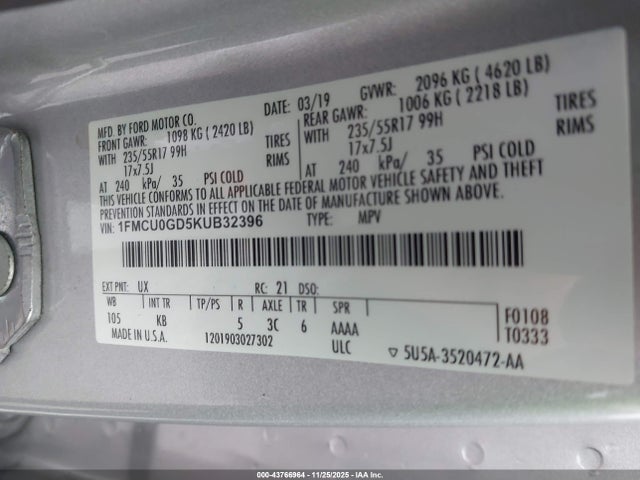 MFD. BY FORD MOTOR CO. DATE: 03/19 GVWR: 2096 KG ( 4620 LB)
FRONT GAWR: 1098 KG ( 2420 LB) REAR GAWR: 1006 KG ( 2218 LB)
WITH 235/55R17 99H TIRES WITH 235/55R17 99H TIRES
17x7.5J RIMS 17x7.5J RIMS
AT 240 kPa/ 35 PSI COLD AT 240 kPa/ 35 PSI COLD
THIS VEHICLE CONFORMS TO ALL APPLICABLE FEDERAL MOTOR VEHICLE SAFETY AND THEFT
PREVENTION STANDARDS IN EFFECT ON THE DATE OF MANUFACTURE SHOWN ABOVE.
VIN: 1FMCU0GD5KUB32396 TYPE: MPV
EXT PNT: UX RC: 21 DSO:
WB INT TR TP/PS R AXLE TR SPR
105 KB 5 3C 6 AAAA
F0108
T0333
MADE IN U.S.A. 1201903027302 ULC ▽ 5U5A-3520472-AA
000-43766964 - 11/25/2025 - IAA Inc.